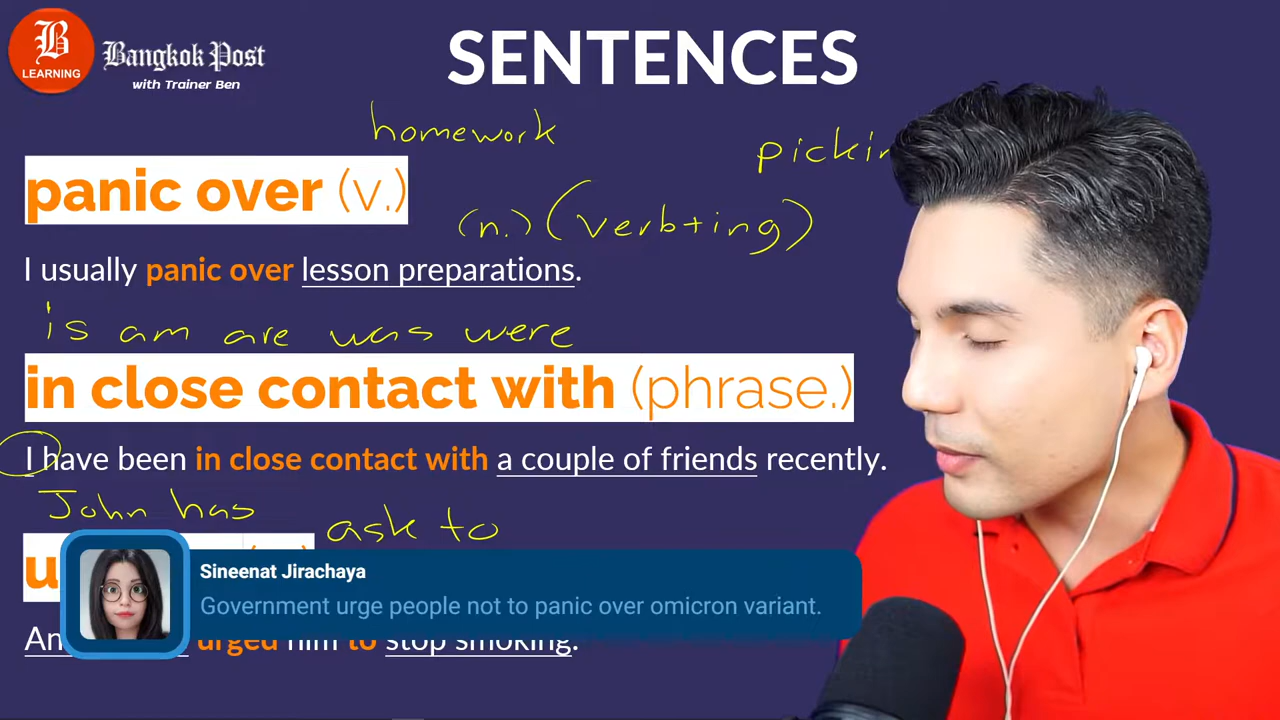 B
LEARNING
Bangkok Post
with Trainer Ben
SENTENCES
homework
panic over (v.)
(n.) (verb+ing)
I usually panic over lesson preparations.
is am are was were
in close contact with (phrase.)
I have been in close contact with a couple of friends recently.
John has
ask to
Sineenat Jirachaya
Government urge people not to panic over omicron variant.
urged him to stop smoking.